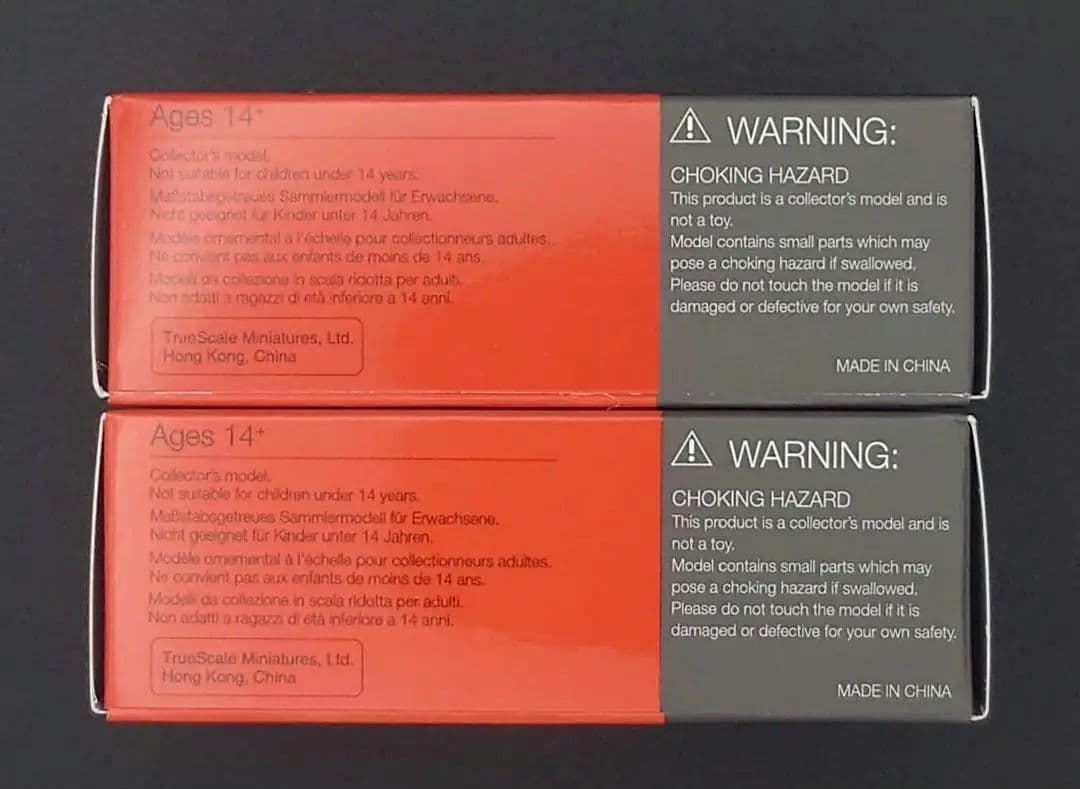 Ages 14+
Collector's model.
Not suitable for children under 14 years.
Maßstabsgetreues Sammlermodell für Erwachsene.
Nicht geeignet für Kinder unter 14 Jahren.
Modèle ornemental à l'échelle pour collectionneurs adultes.
Ne convient pas aux enfants de moins de 14 ans.
Modelli da collezione in scala ridotta per adulti.
Non adatti a ragazzi di età inferiore a 14 anni.
TrueScale Miniatures, Ltd.
Hong Kong, China
WARNING:
CHOKING HAZARD
This product is a collector's model and is
not a toy.
Model contains small parts which may
pose a choking hazard if swallowed.
Please do not touch the model if it is
damaged or defective for your own safety.
MADE IN CHINA
Ages 14+
Collector's model.
Not suitable for children under 14 years.
Maßstabsgetreues Sammlermodell für Erwachsene.
Nicht geeignet für Kinder unter 14 Jahren.
Modèle ornemental à l'échelle pour collectionneurs adultes.
Ne convient pas aux enfants de moins de 14 ans.
Modelli da collezione in scala ridotta per adulti.
Non adatti a ragazzi di età inferiore a 14 anni.
TrueScale Miniatures, Ltd.
Hong Kong, China
WARNING:
CHOKING HAZARD
This product is a collector's model and is
not a toy.
Model contains small parts which may
pose a choking hazard if swallowed.
Please do not touch the model if it is
damaged or defective for your own safety.
MADE IN CHINA